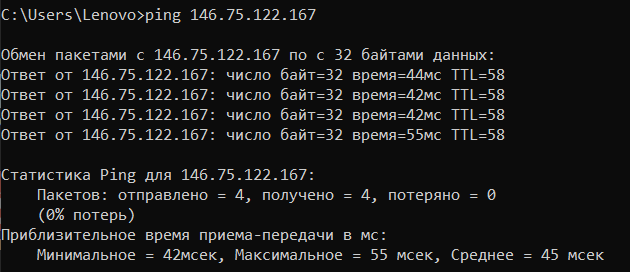 C:\Users\Lenovo>ping 146.75.122.167
Обмен пакетами с 146.75.122.167 по с 32 байтами данных:
Ответ от 146.75.122.167: число байт=32 время=44мс TTL=58
Ответ от 146.75.122.167: число байт=32 время=42мс TTL=58
Ответ от 146.75.122.167: число байт=32 время=42мс TTL=58
Ответ от 146.75.122.167: число байт=32 время=55мс TTL=58
Статистика Ping для 146.75.122.167:
Пакетов: отправлено = 4, получено = 4, потеряно = 0
(0% потерь)
Приблизительное время приема-передачи в мс:
Минимальное = 42мсек, Максимальное = 55 мсек, Среднее = 45 мсек